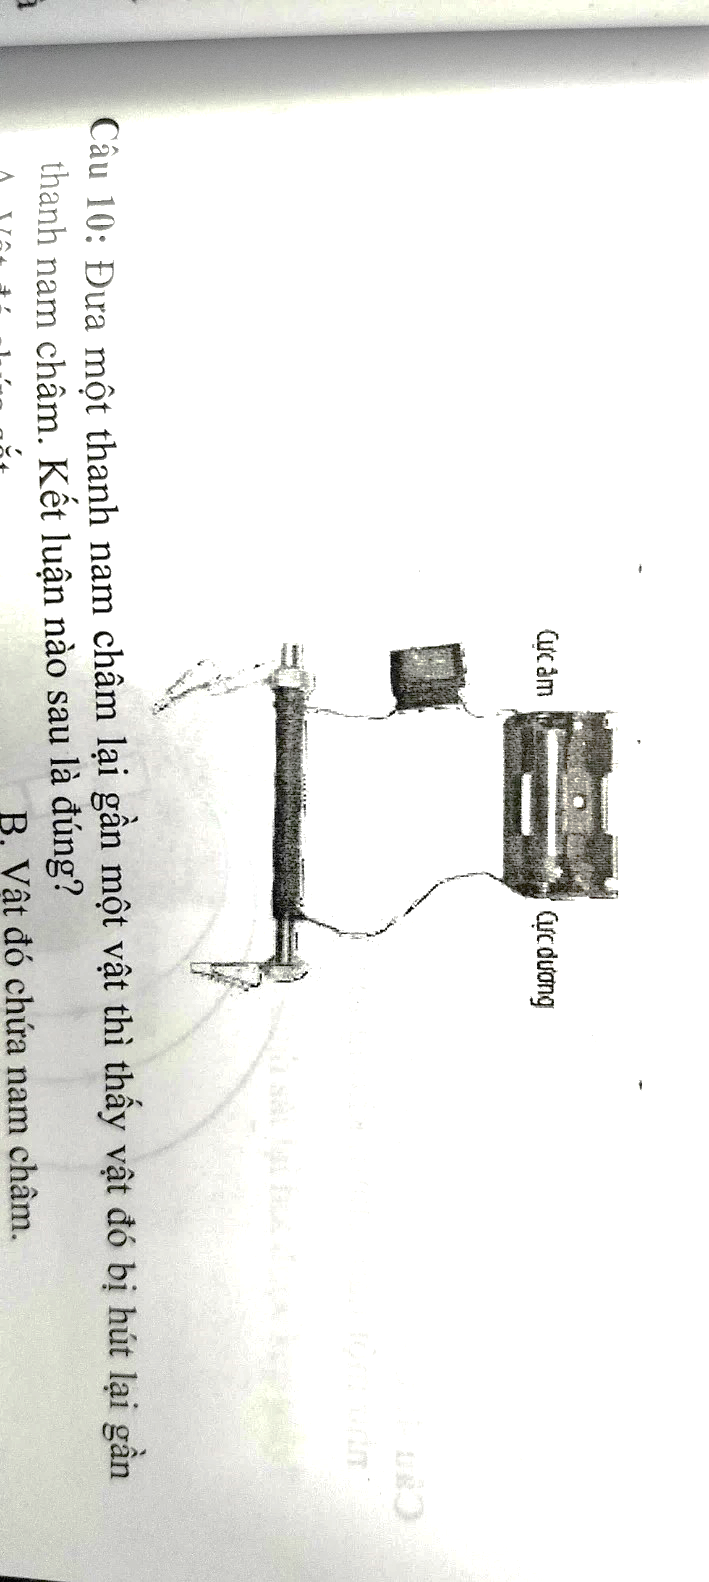 Cực âm
Cực dương
Câu 10: Đưa một thanh nam châm lại gần một vật thì thấy vật đó bị hút lại gần
thanh nam châm. Kết luận nào sau là đúng?
B. Vật đó chứa nam châm.